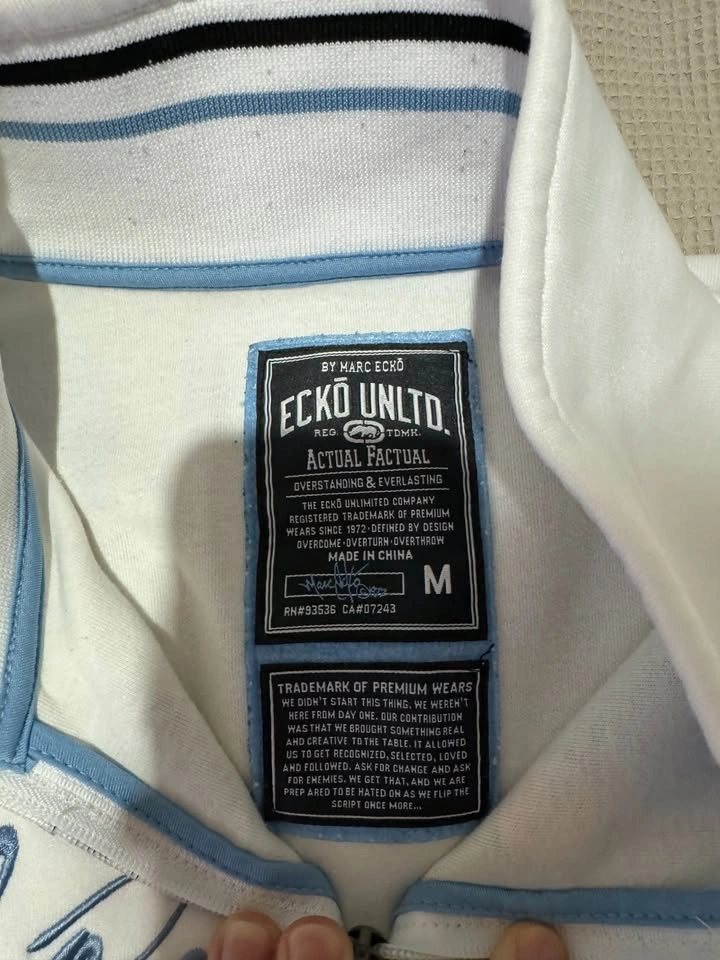 BY MARC ECKŌ
ECKŌ UNLTD.
REG. TDMK.
ACTUAL FACTUAL
OVERSTANDING & EVERLASTING
THE ECKŌ UNLIMITED COMPANY
REGISTERED TRADEMARK OF PREMIUM
WEARS SINCE 1972·DEFINED BY DESIGN
OVERCOME·OVERTURN·OVERTHROW
MADE IN CHINA
Marc Ecko
M
RN#93536 CA#07243
TRADEMARK OF PREMIUM WEARS
WE DIDN'T START THIS THING. WE WEREN'T
HERE FROM DAY ONE. OUR CONTRIBUTION
WAS THAT WE BROUGHT SOMETHING REAL
AND CREATIVE TO THE TABLE. IT ALLOWED
US TO GET RECOGNIZED, SELECTED, LOVED
AND FOLLOWED. ASK FOR CHANGE AND ASK
FOR ENEMIES. WE GET THAT, AND WE ARE
PREP ARED TO BE HATED ON AS WE FLIP THE
SCRIPT ONCE MORE...